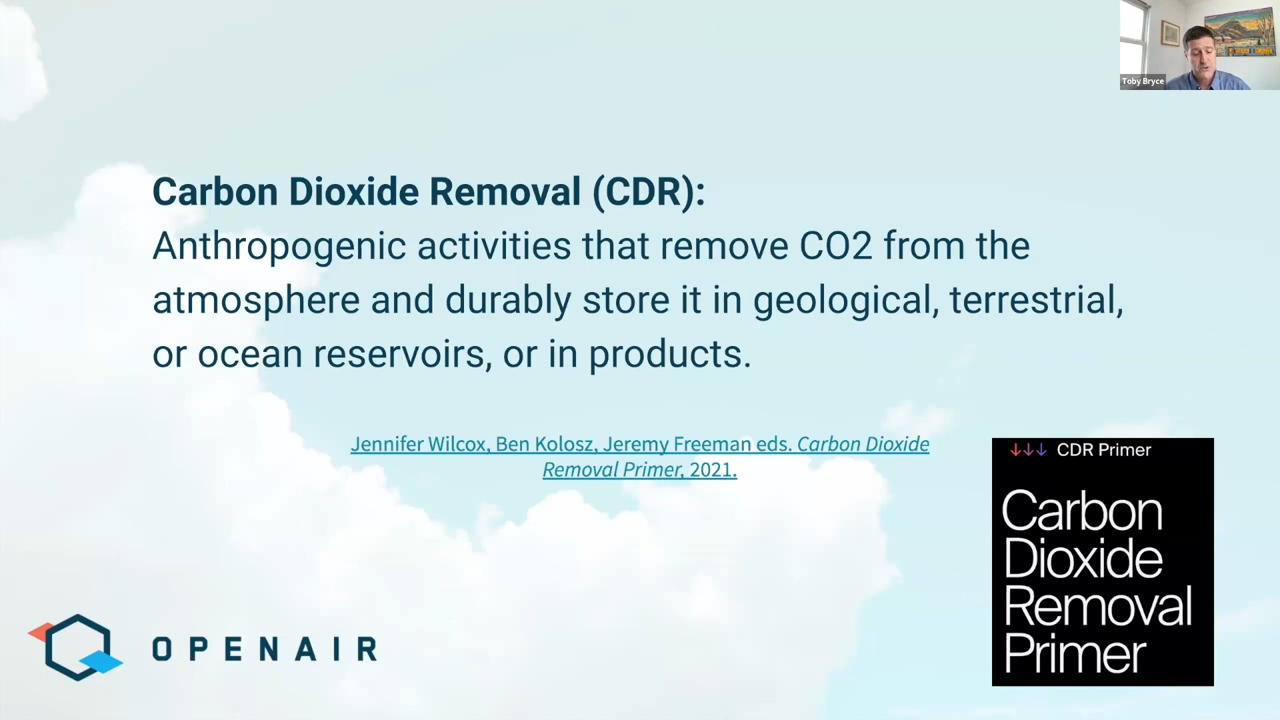 Toby Bryce
Carbon Dioxide Removal (CDR):
Anthropogenic activities that remove CO2 from the
atmosphere and durably store it in geological, terrestrial,
or ocean reservoirs, or in products.
Jennifer Wilcox, Ben Kolosz, Jeremy Freeman eds. Carbon Dioxide
Removal Primer, 2021.
CDR Primer
Carbon
Dioxide
Removal
Primer
OPENAIR